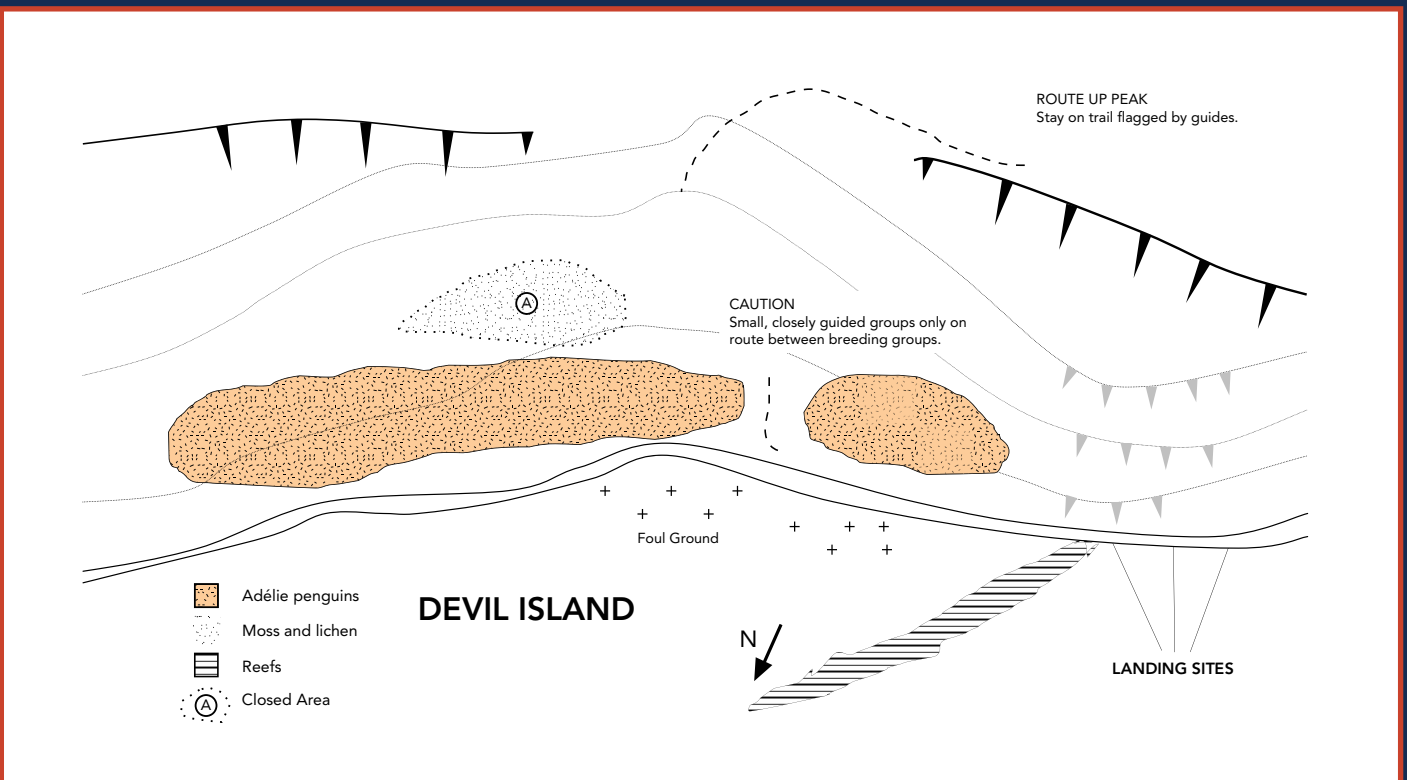 ROUTE UP PEAK
Stay on trail flagged by guides.
A
CAUTION
Small, closely guided groups only on
route between breeding groups.
Foul Ground
Adélie penguins
Moss and lichen
Reefs
A
Closed Area
DEVIL ISLAND
N
LANDING SITES